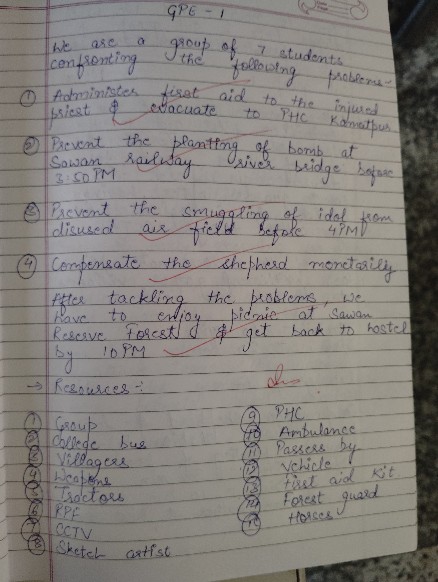 GPE - 1
We are a group of 7 students
confronting the following problems-
① Administer first aid to the injured
priest & evacuate to PHC Kamatpur
② Prevent the plantting of bomb at
Sawan railway river bridge before
3:50 PM
③ Prevent the smuggling of idol from
disused air field before 4PM
④ Compensate the shepherd monetarily
After tackling the problems, we
have to enjoy picnic at Sawan
Reserve Forest & get back to hostel
by 10 PM
→ Resources :-
① Group
② College bus
③ Villagers
④ Weapons
⑤ Tractors
⑥ RPF
⑦ CCTV
⑧ Sketch artist
⑨ PHC
⑩ Ambulance
⑪ Passers by
⑫ Vehicle
⑬ First aid Kit
⑭ Forest guard
⑮ Horses